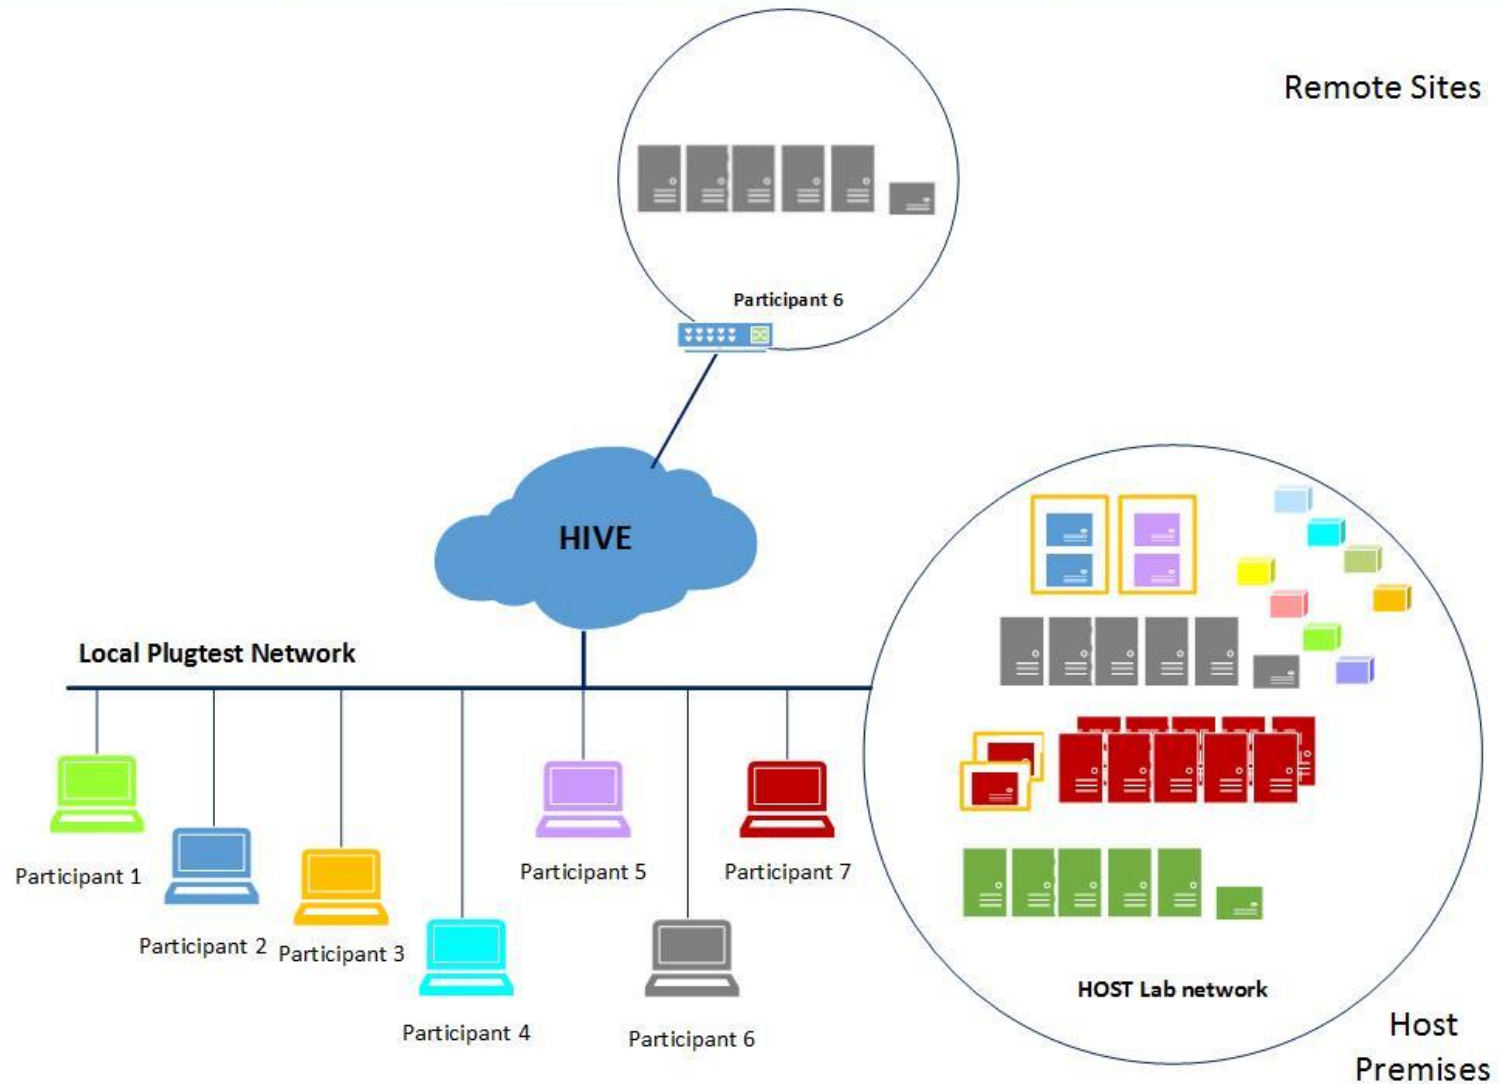 Remote Sites
Participant 6
HIVE
Local Plugtest Network
Participant 1
Participant 2
Participant 3
Participant 4
Participant 5
Participant 6
Participant 7
HOST Lab network
Host
Premises